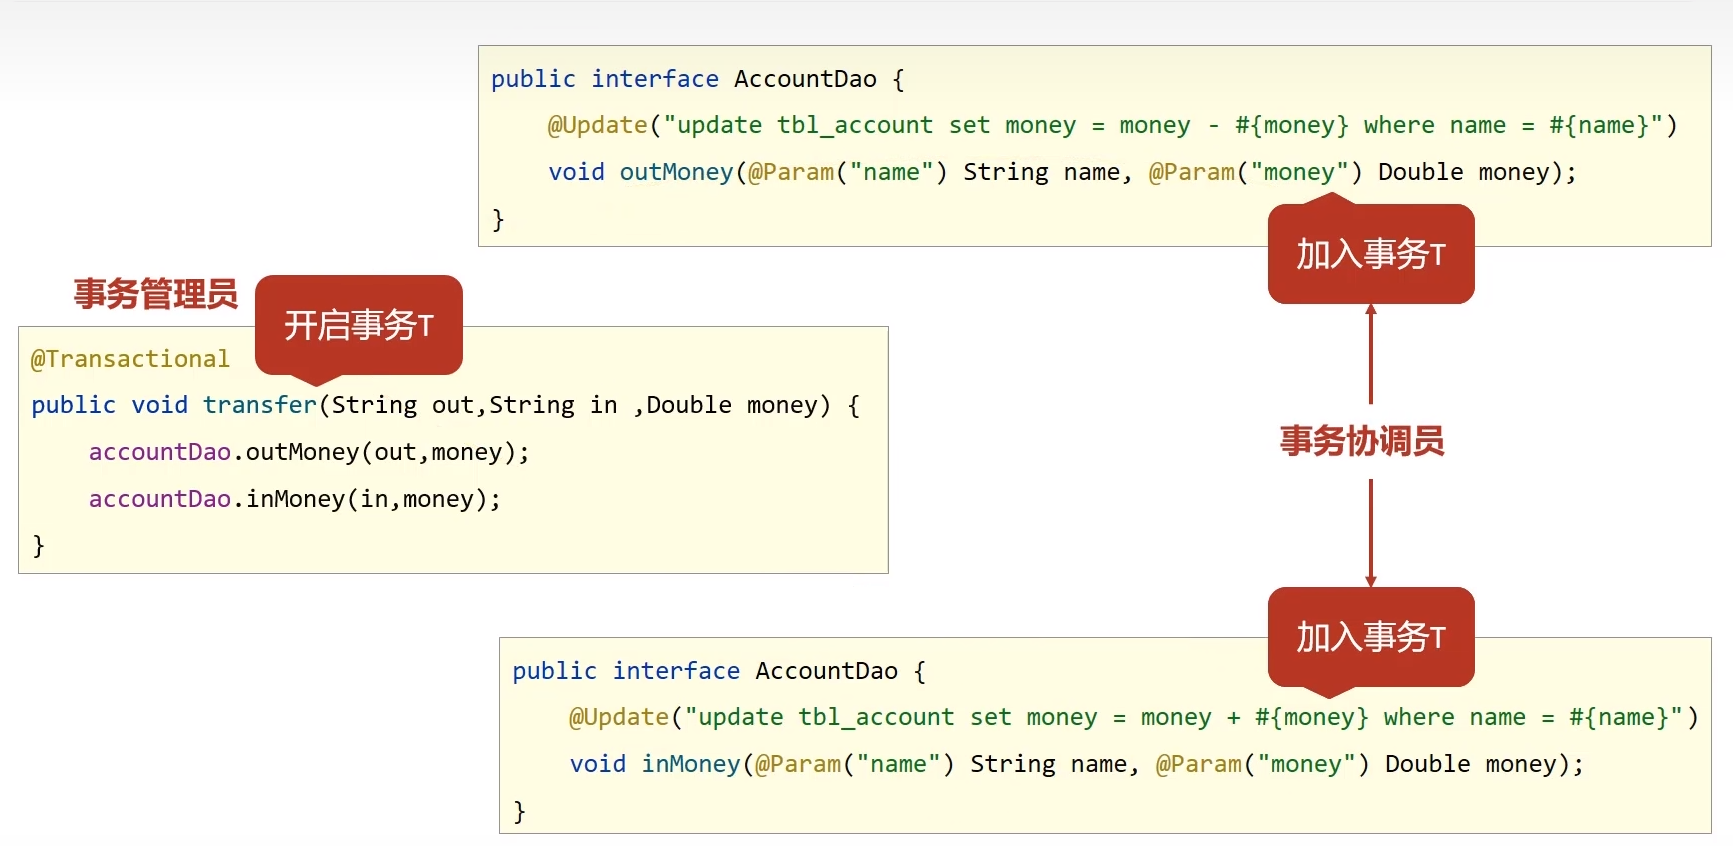 public interface AccountDao {
@Update("update tbl_account set money = money - #{money} where name = #{name}")
void outMoney(@Param("name") String name, @Param("money") Double money);
}
加入事务T
事务管理员
开启事务T
@Transactional
public void transfer(String out,String in ,Double money) {
accountDao.outMoney(out,money);
accountDao.inMoney(in,money);
}
事务协调员
加入事务T
public interface AccountDao {
@Update("update tbl_account set money = money + #{money} where name = #{name}")
void inMoney(@Param("name") String name, @Param("money") Double money);
}